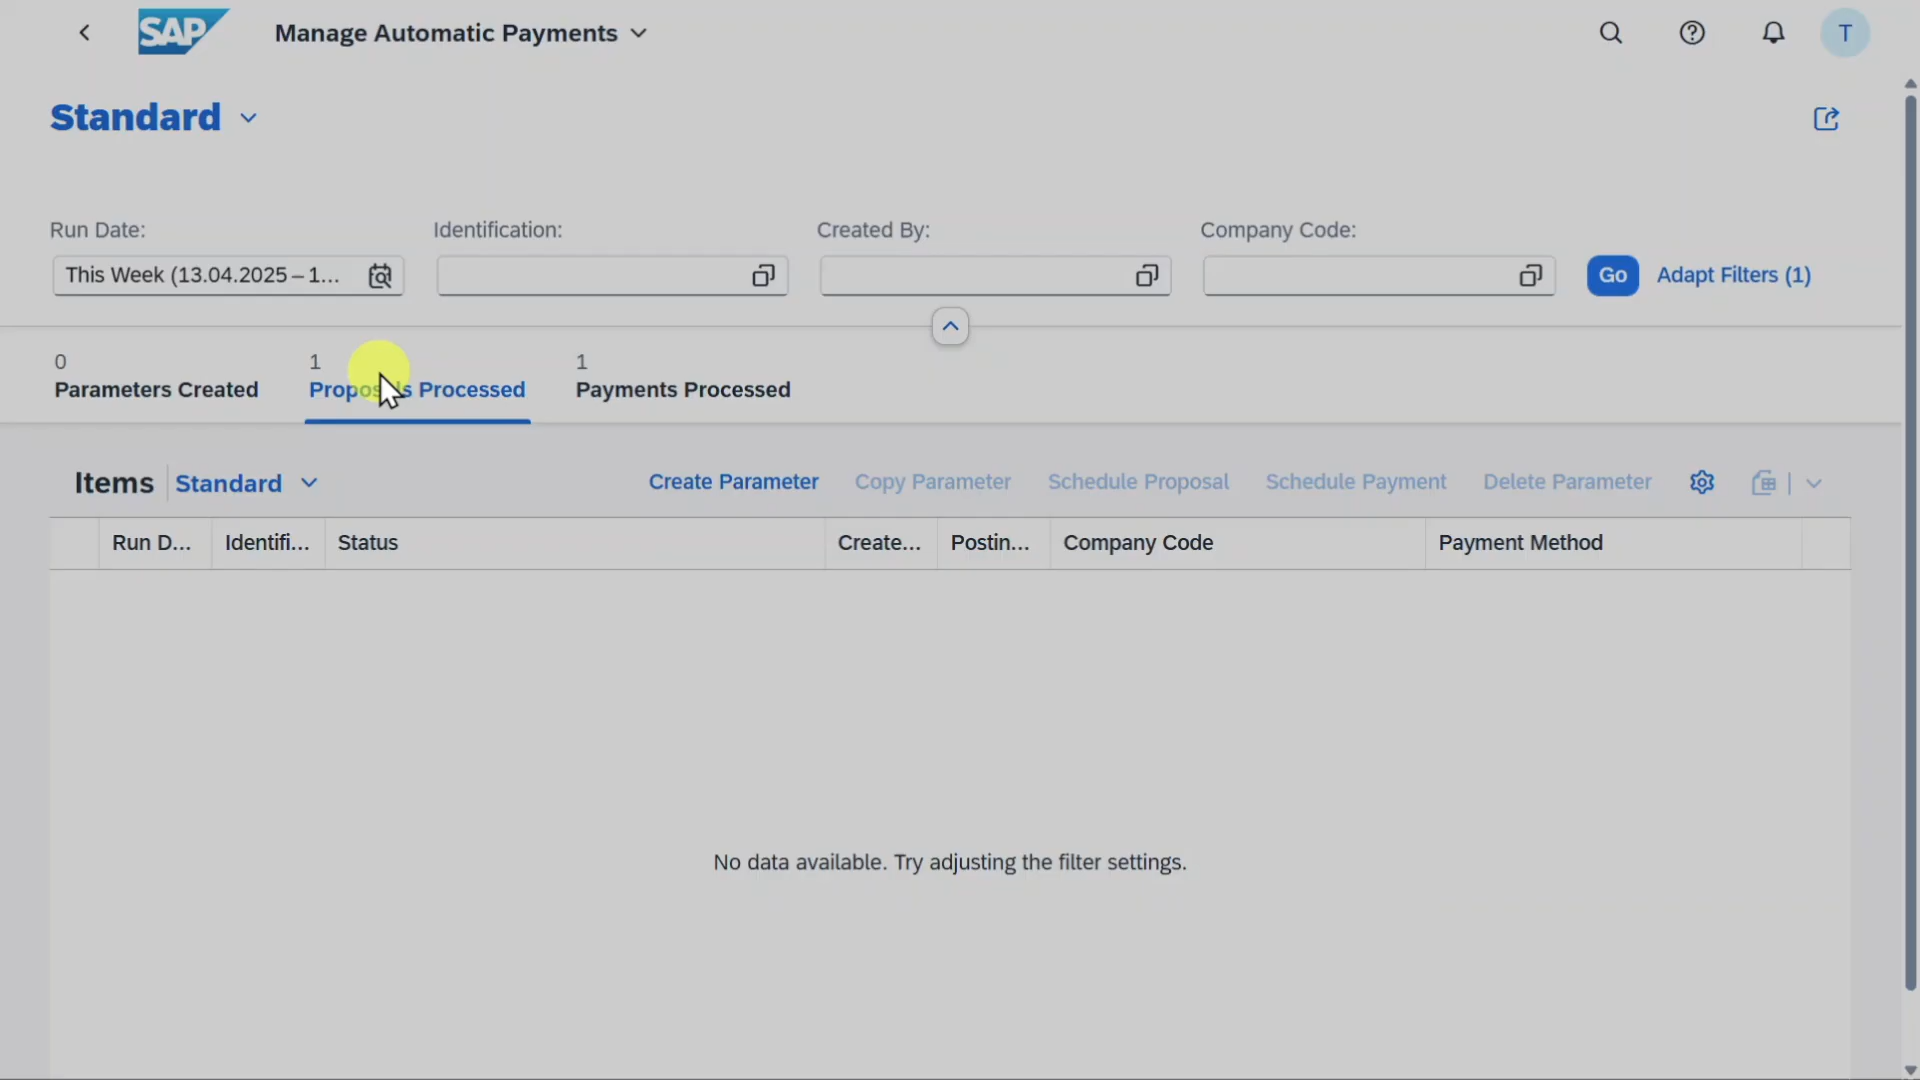 SAP Manage Automatic Payments T
Standard
Run Date: Identification: Created By: Company Code:
This Week (13.04.2025 – 1... Go Adapt Filters (1)
0 1 1
Parameters Created Proposals Processed Payments Processed
Items Standard Create Parameter Copy Parameter Schedule Proposal Schedule Payment Delete Parameter
Run D... Identifi... Status Create... Postin... Company Code Payment Method
No data available. Try adjusting the filter settings.